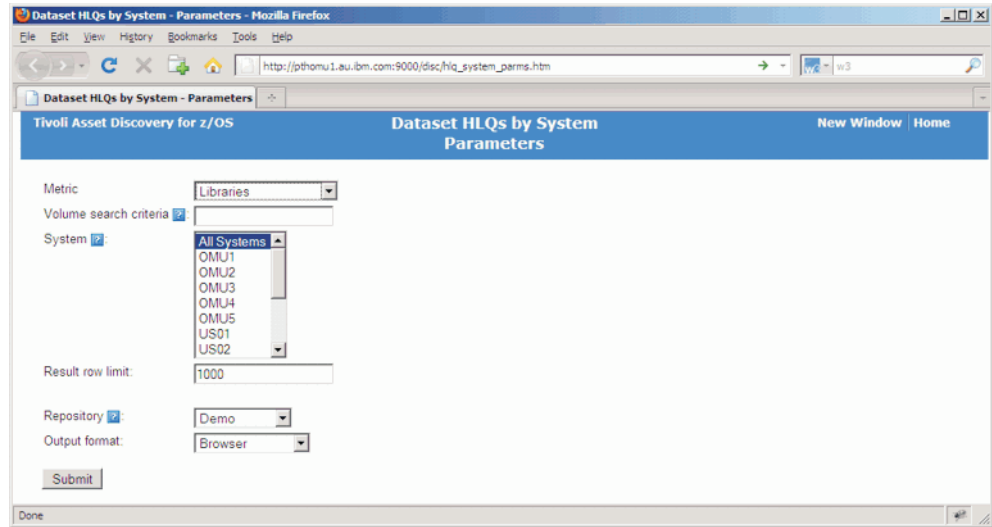 Dataset HLQs by System - Parameters - Mozilla Firefox
File Edit View History Bookmarks Tools Help
http://pthomu1.au.ibm.com:9000/disc/hlq_system_parms.htm w3
Dataset HLQs by System - Parameters
Tivoli Asset Discovery for z/OS Dataset HLQs by System New Window Home
Parameters
Metric Libraries
Volume search criteria ?:
System ?: All Systems
OMU1
OMU2
OMU3
OMU4
OMU5
US01
US02
Result row limit: 1000
Repository ?: Demo
Output format: Browser
Submit
Done